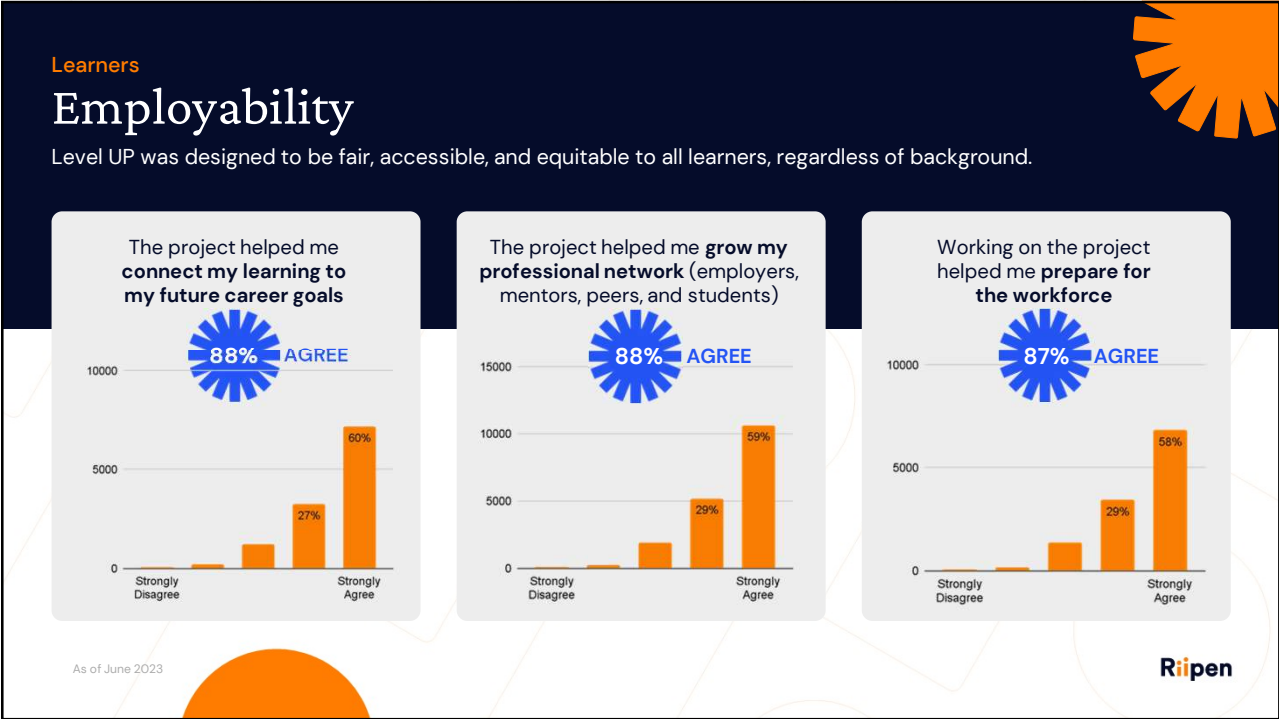 Learners
Employability
Level UP was designed to be fair, accessible, and equitable to all learners, regardless of background.
The project helped me
connect my learning to
my future career goals
88% AGREE
10000
5000
0
60%
27%
Strongly
Disagree
Strongly
Agree
The project helped me grow my
professional network (employers,
mentors, peers, and students)
88% AGREE
15000
10000
5000
0
59%
29%
Strongly
Disagree
Strongly
Agree
Working on the project
helped me prepare for
the workforce
87% AGREE
10000
5000
0
58%
29%
Strongly
Disagree
Strongly
Agree
As of June 2023
Riipen